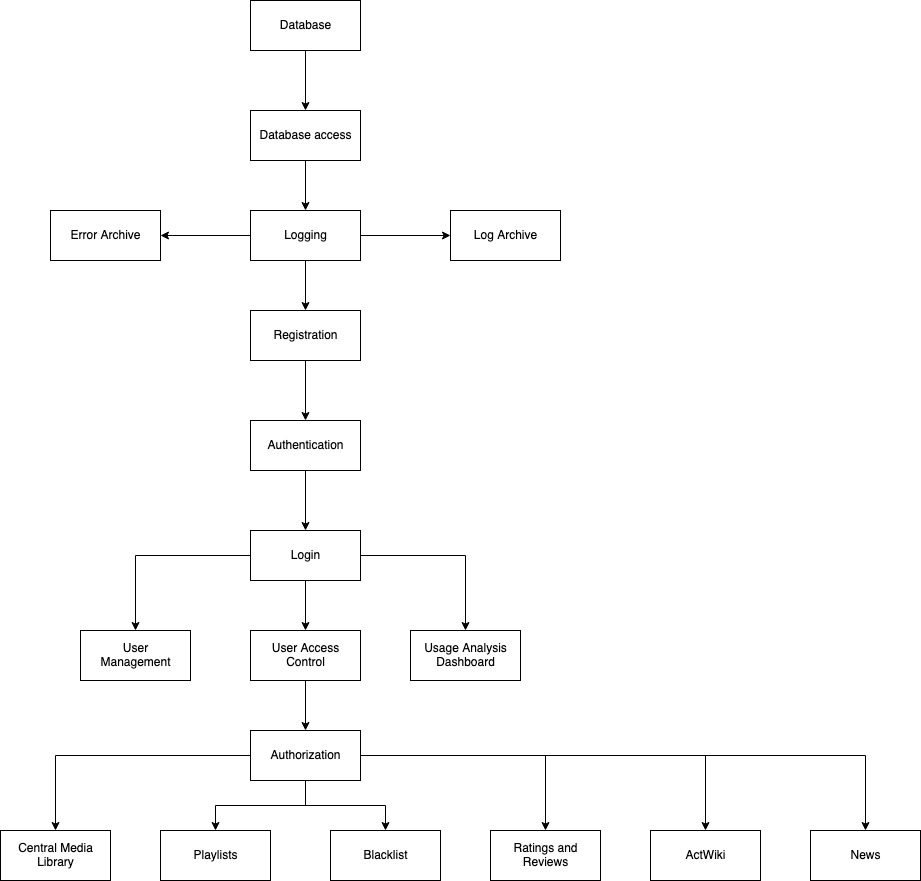 Database
Database access
Error Archive
Logging
Log Archive
Registration
Authentication
Login
User
Management
User Access
Control
Usage Analysis
Dashboard
Authorization
Central Media
Library
Playlists
Blacklist
Ratings and
Reviews
ActWiki
News